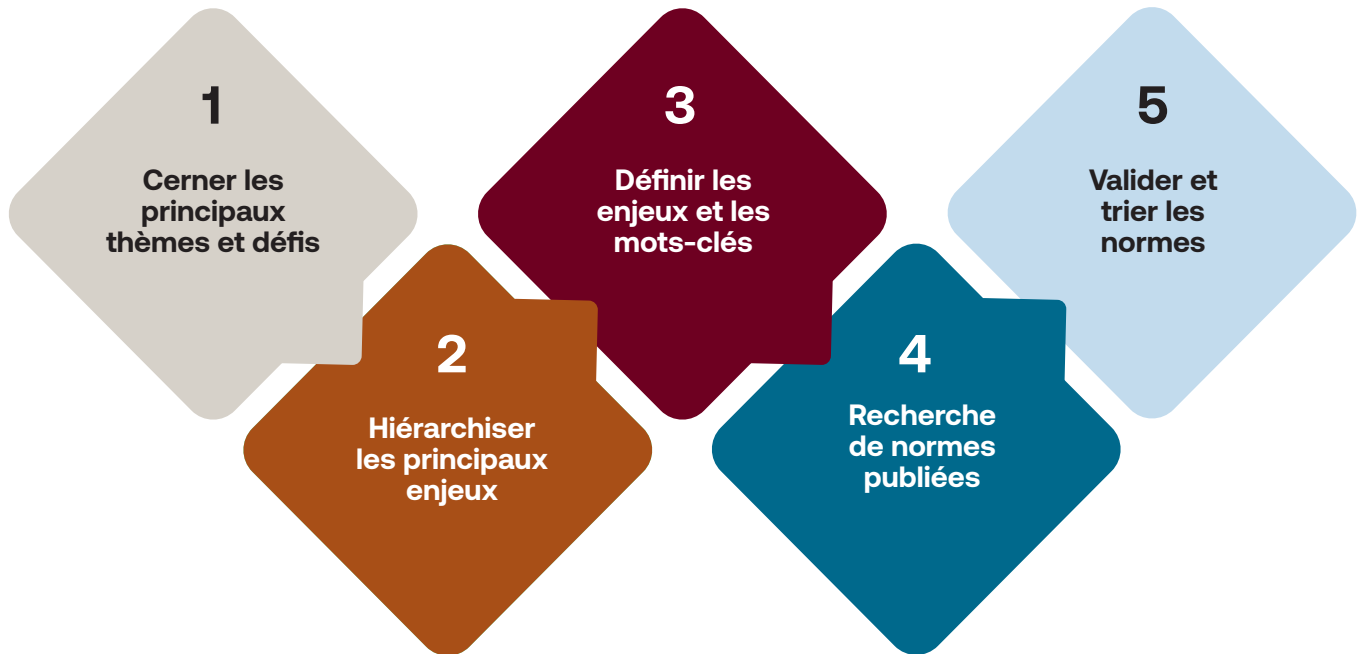 1
Cerner les
principaux
thèmes et défis
2
Hiérarchiser
les principaux
enjeux
3
Définir les
enjeux et les
mots-clés
4
Recherche
de normes
publiées
5
Valider et
trier les
normes